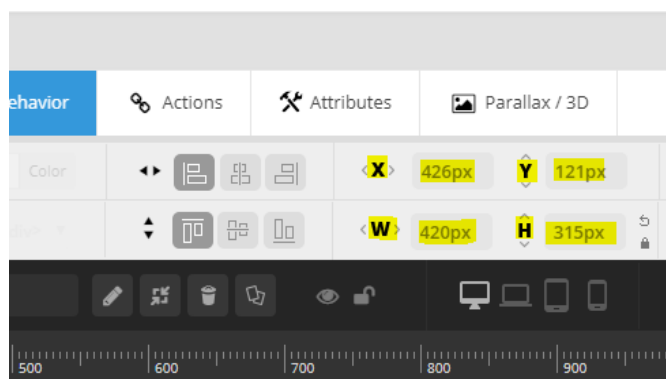 ehavior Actions Attributes Parallax / 3D
Color X 426px Y 121px
W 420px H 315px
500 600 700 800 900